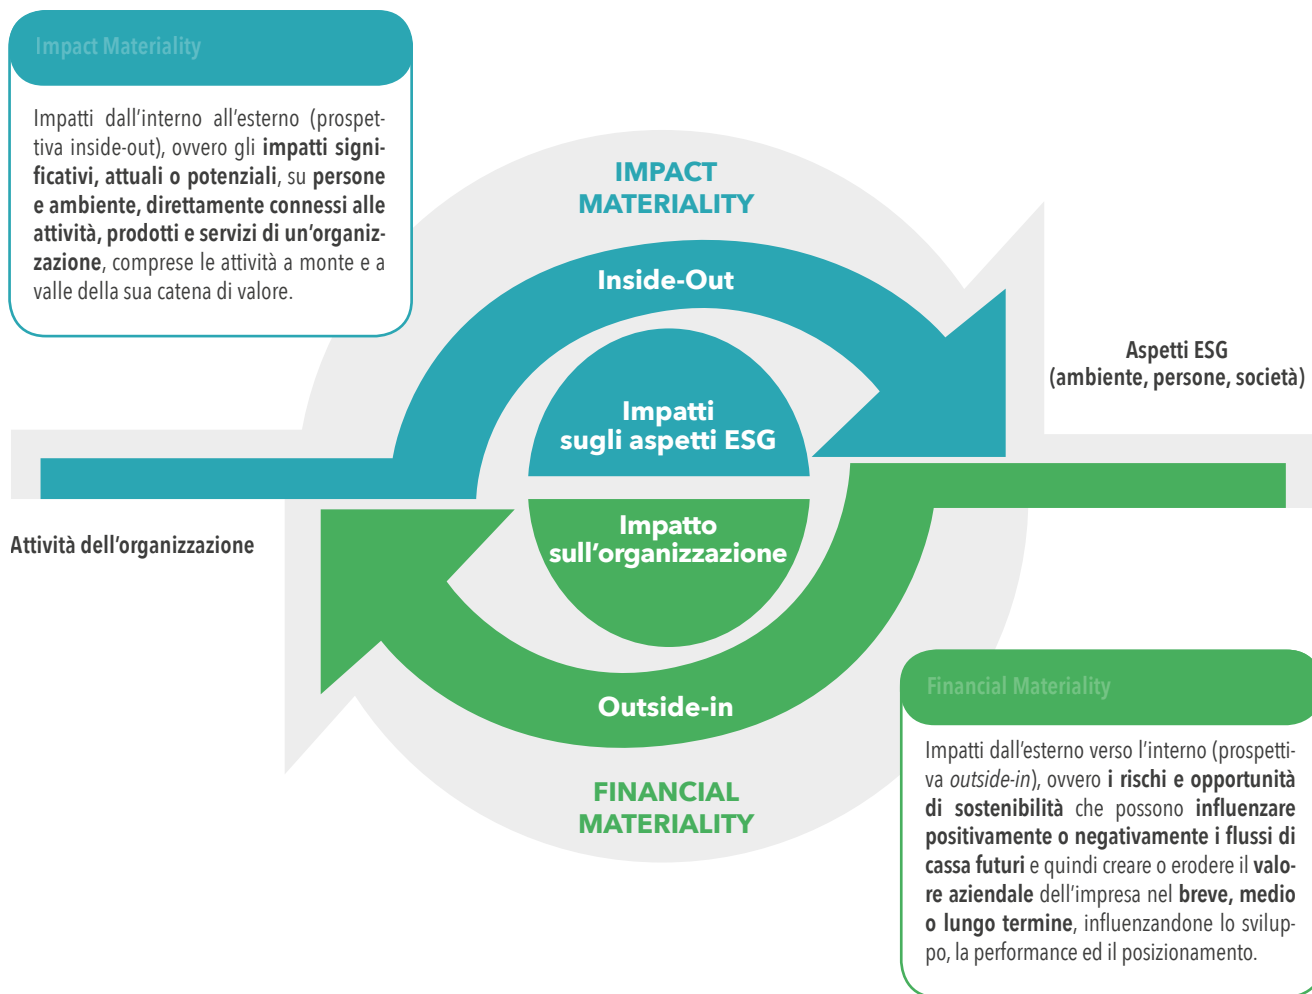 Impact Materiality
Impatti dall’interno all’esterno (prospet-
tiva inside-out), ovvero gli impatti signi-
ficativi, attuali o potenziali, su persone
e ambiente, direttamente connessi alle
attività, prodotti e servizi di un’organiz-
zazione, comprese le attività a monte e a
valle della sua catena di valore.
IMPACT
MATERIALITY
Inside-Out
Impatti
sugli aspetti ESG
Aspetti ESG
(ambiente, persone, società)
Attività dell’organizzazione
Impatto
sull’organizzazione
Outside-in
FINANCIAL
MATERIALITY
Financial Materiality
Impatti dall’esterno verso l’interno (prospetti-
va outside-in), ovvero i rischi e opportunità
di sostenibilità che possono influenzare
positivamente o negativamente i flussi di
cassa futuri e quindi creare o erodere il valo-
re aziendale dell’impresa nel breve, medio
o lungo termine, influenzandone lo svilup-
po, la performance ed il posizionamento.